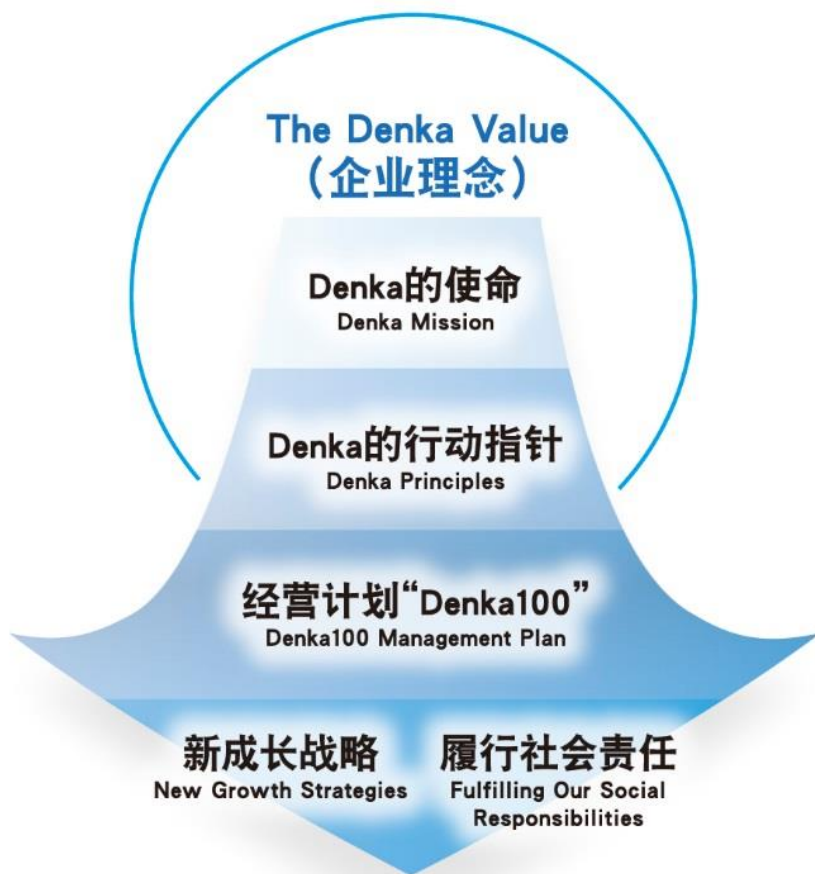 The Denka Value
（企业理念）
Denka的使命
Denka Mission
Denka的行动指针
Denka Principles
经营计划“Denka100”
Denka100 Management Plan
新成长战略
New Growth Strategies
履行社会责任
Fulfilling Our Social
Responsibilities